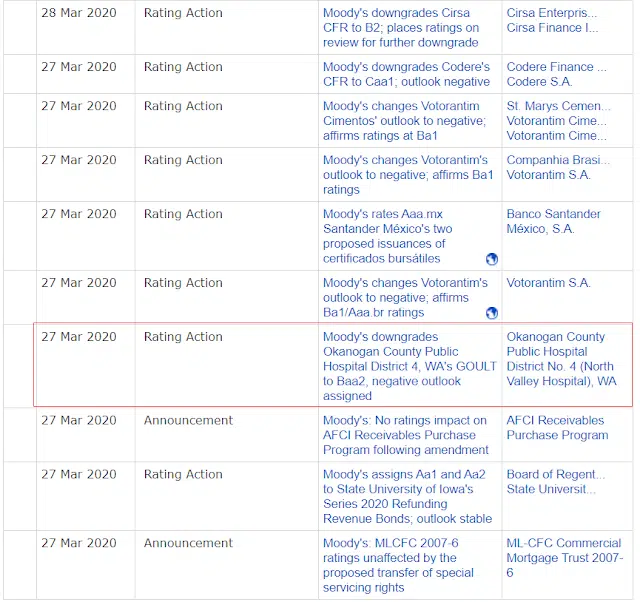 28 Mar 2020 Rating Action Moody's downgrades Cirsa Cirsa Enterpris...
CFR to B2; places ratings on Cirsa Finance I...
review for further downgrade
27 Mar 2020 Rating Action Moody's downgrades Codere's Codere Finance ...
CFR to Caa1; outlook negative Codere S.A.
27 Mar 2020 Rating Action Moody's changes Votorantim St. Marys Cemen...
Cimentos' outlook to negative; Votorantim Cime...
affirms ratings at Ba1 Votorantim Cime...
27 Mar 2020 Rating Action Moody's changes Votorantim's Companhia Brasi...
outlook to negative; affirms Ba1 Votorantim S.A.
ratings
27 Mar 2020 Rating Action Moody's rates Aaa.mx Banco Santander
Santander México's two México, S.A.
proposed issuances of
certificados bursátiles
27 Mar 2020 Rating Action Moody's changes Votorantim's Votorantim S.A.
outlook to negative; affirms
Ba1/Aaa.br ratings
27 Mar 2020 Rating Action Moody's downgrades Okanogan County
Okanogan County Public Public Hospital
Hospital District 4, WA's GOULT District No. 4 (North
to Baa2, negative outlook Valley Hospital), WA
assigned
27 Mar 2020 Announcement Moody's: No ratings impact on AFCI Receivables
AFCI Receivables Purchase Purchase Program
Program following amendment
27 Mar 2020 Rating Action Moody's assigns Aa1 and Aa2 Board of Regent...
to State University of Iowa's State Universit...
Series 2020 Refunding
Revenue Bonds; outlook stable
27 Mar 2020 Announcement Moody's: MLCFC 2007-6 ML-CFC Commercial
ratings unaffected by the Mortgage Trust 2007-
proposed transfer of special 6
servicing rights